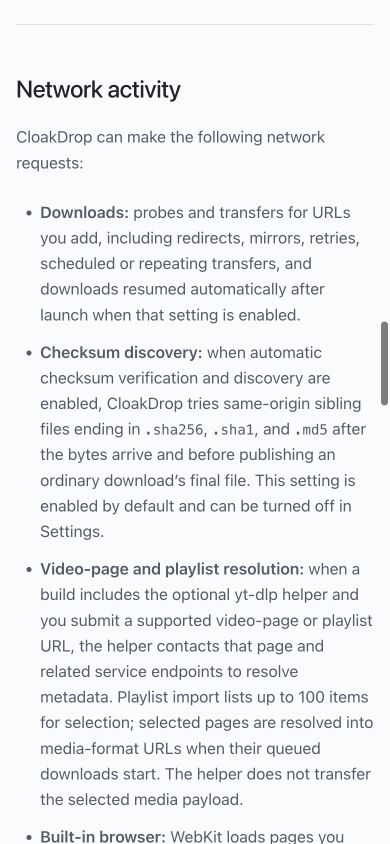 Network activity
CloakDrop can make the following network
requests:
• Downloads: probes and transfers for URLs
you add, including redirects, mirrors, retries,
scheduled or repeating transfers, and
downloads resumed automatically after
launch when that setting is enabled.
• Checksum discovery: when automatic
checksum verification and discovery are
enabled, CloakDrop tries same-origin sibling
files ending in .sha256, .sha1, and .md5 after
the bytes arrive and before publishing an
ordinary download’s final file. This setting is
enabled by default and can be turned off in
Settings.
• Video-page and playlist resolution: when a
build includes the optional yt-dlp helper and
you submit a supported video-page or playlist
URL, the helper contacts that page and
related service endpoints to resolve
metadata. Playlist import lists up to 100 items
for selection; selected pages are resolved into
media-format URLs when their queued
downloads start. The helper does not transfer
the selected media payload.
• Built-in browser: WebKit loads pages you